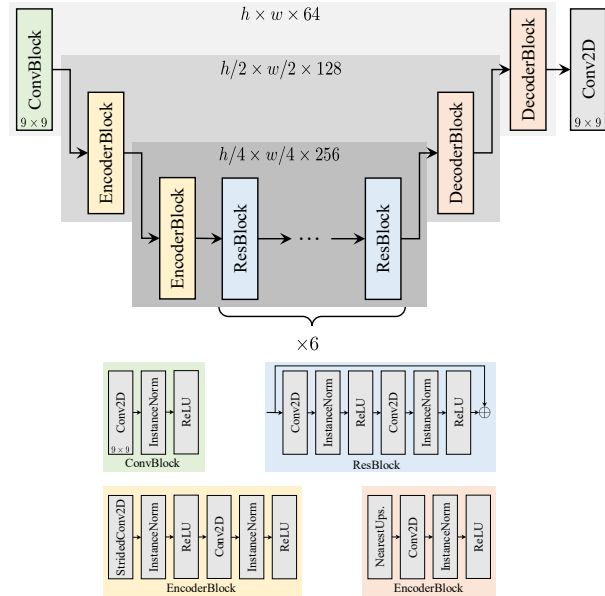 h × w × 64
ConvBlock
9 × 9
DecoderBlock
Conv2D
9 × 9
h/2 × w/2 × 128
EncoderBlock
DecoderBlock
h/4 × w/4 × 256
EncoderBlock
ResBlock
...
ResBlock
×6
Conv2D
9 × 9
InstanceNorm
ReLU
ConvBlock
Conv2D
InstanceNorm
ReLU
Conv2D
InstanceNorm
ReLU
ResBlock
StridedConv2D
InstanceNorm
ReLU
Conv2D
InstanceNorm
ReLU
EncoderBlock
NearestUps.
Conv2D
InstanceNorm
ReLU
EncoderBlock